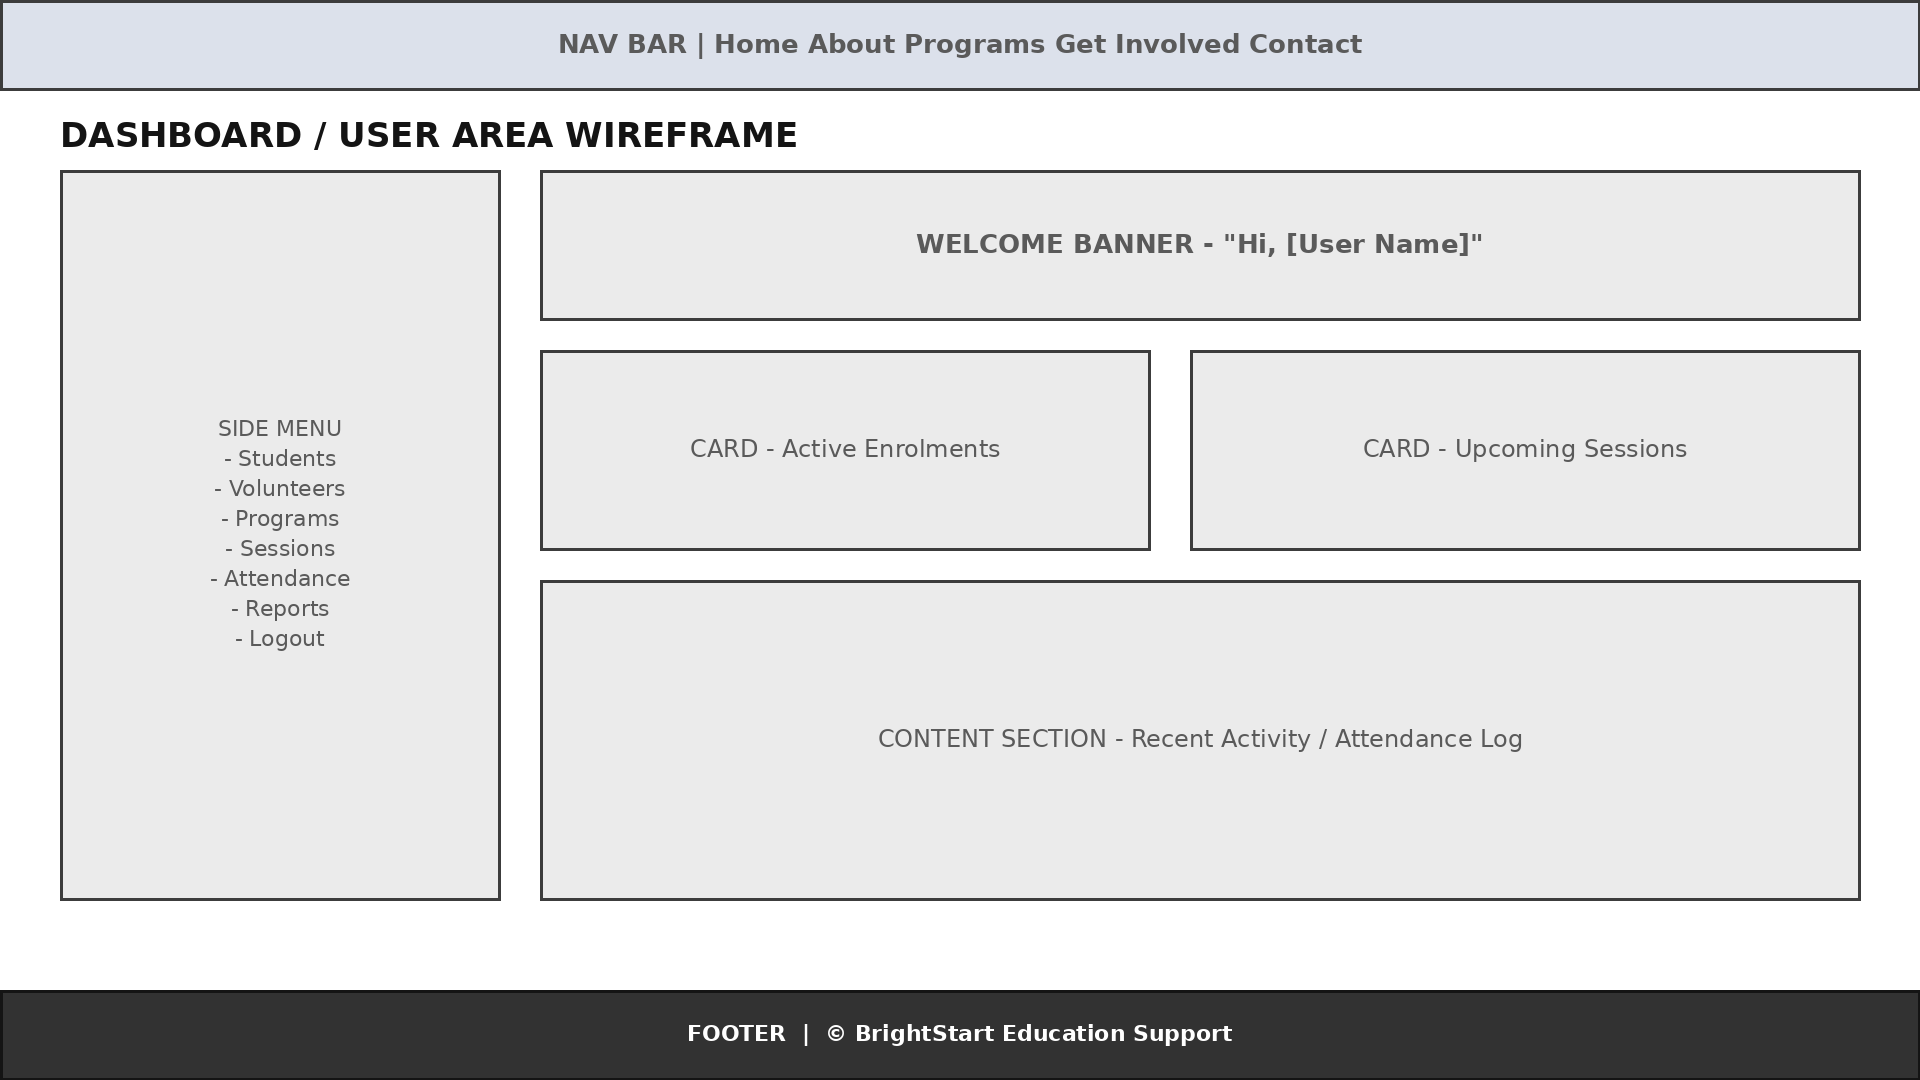 NAV BAR | Home About Programs Get Involved Contact
DASHBOARD / USER AREA WIREFRAME
SIDE MENU
- Students
- Volunteers
- Programs
- Sessions
- Attendance
- Reports
- Logout
WELCOME BANNER - "Hi, [User Name]"
CARD - Active Enrolments
CARD - Upcoming Sessions
CONTENT SECTION - Recent Activity / Attendance Log
FOOTER | © BrightStart Education Support